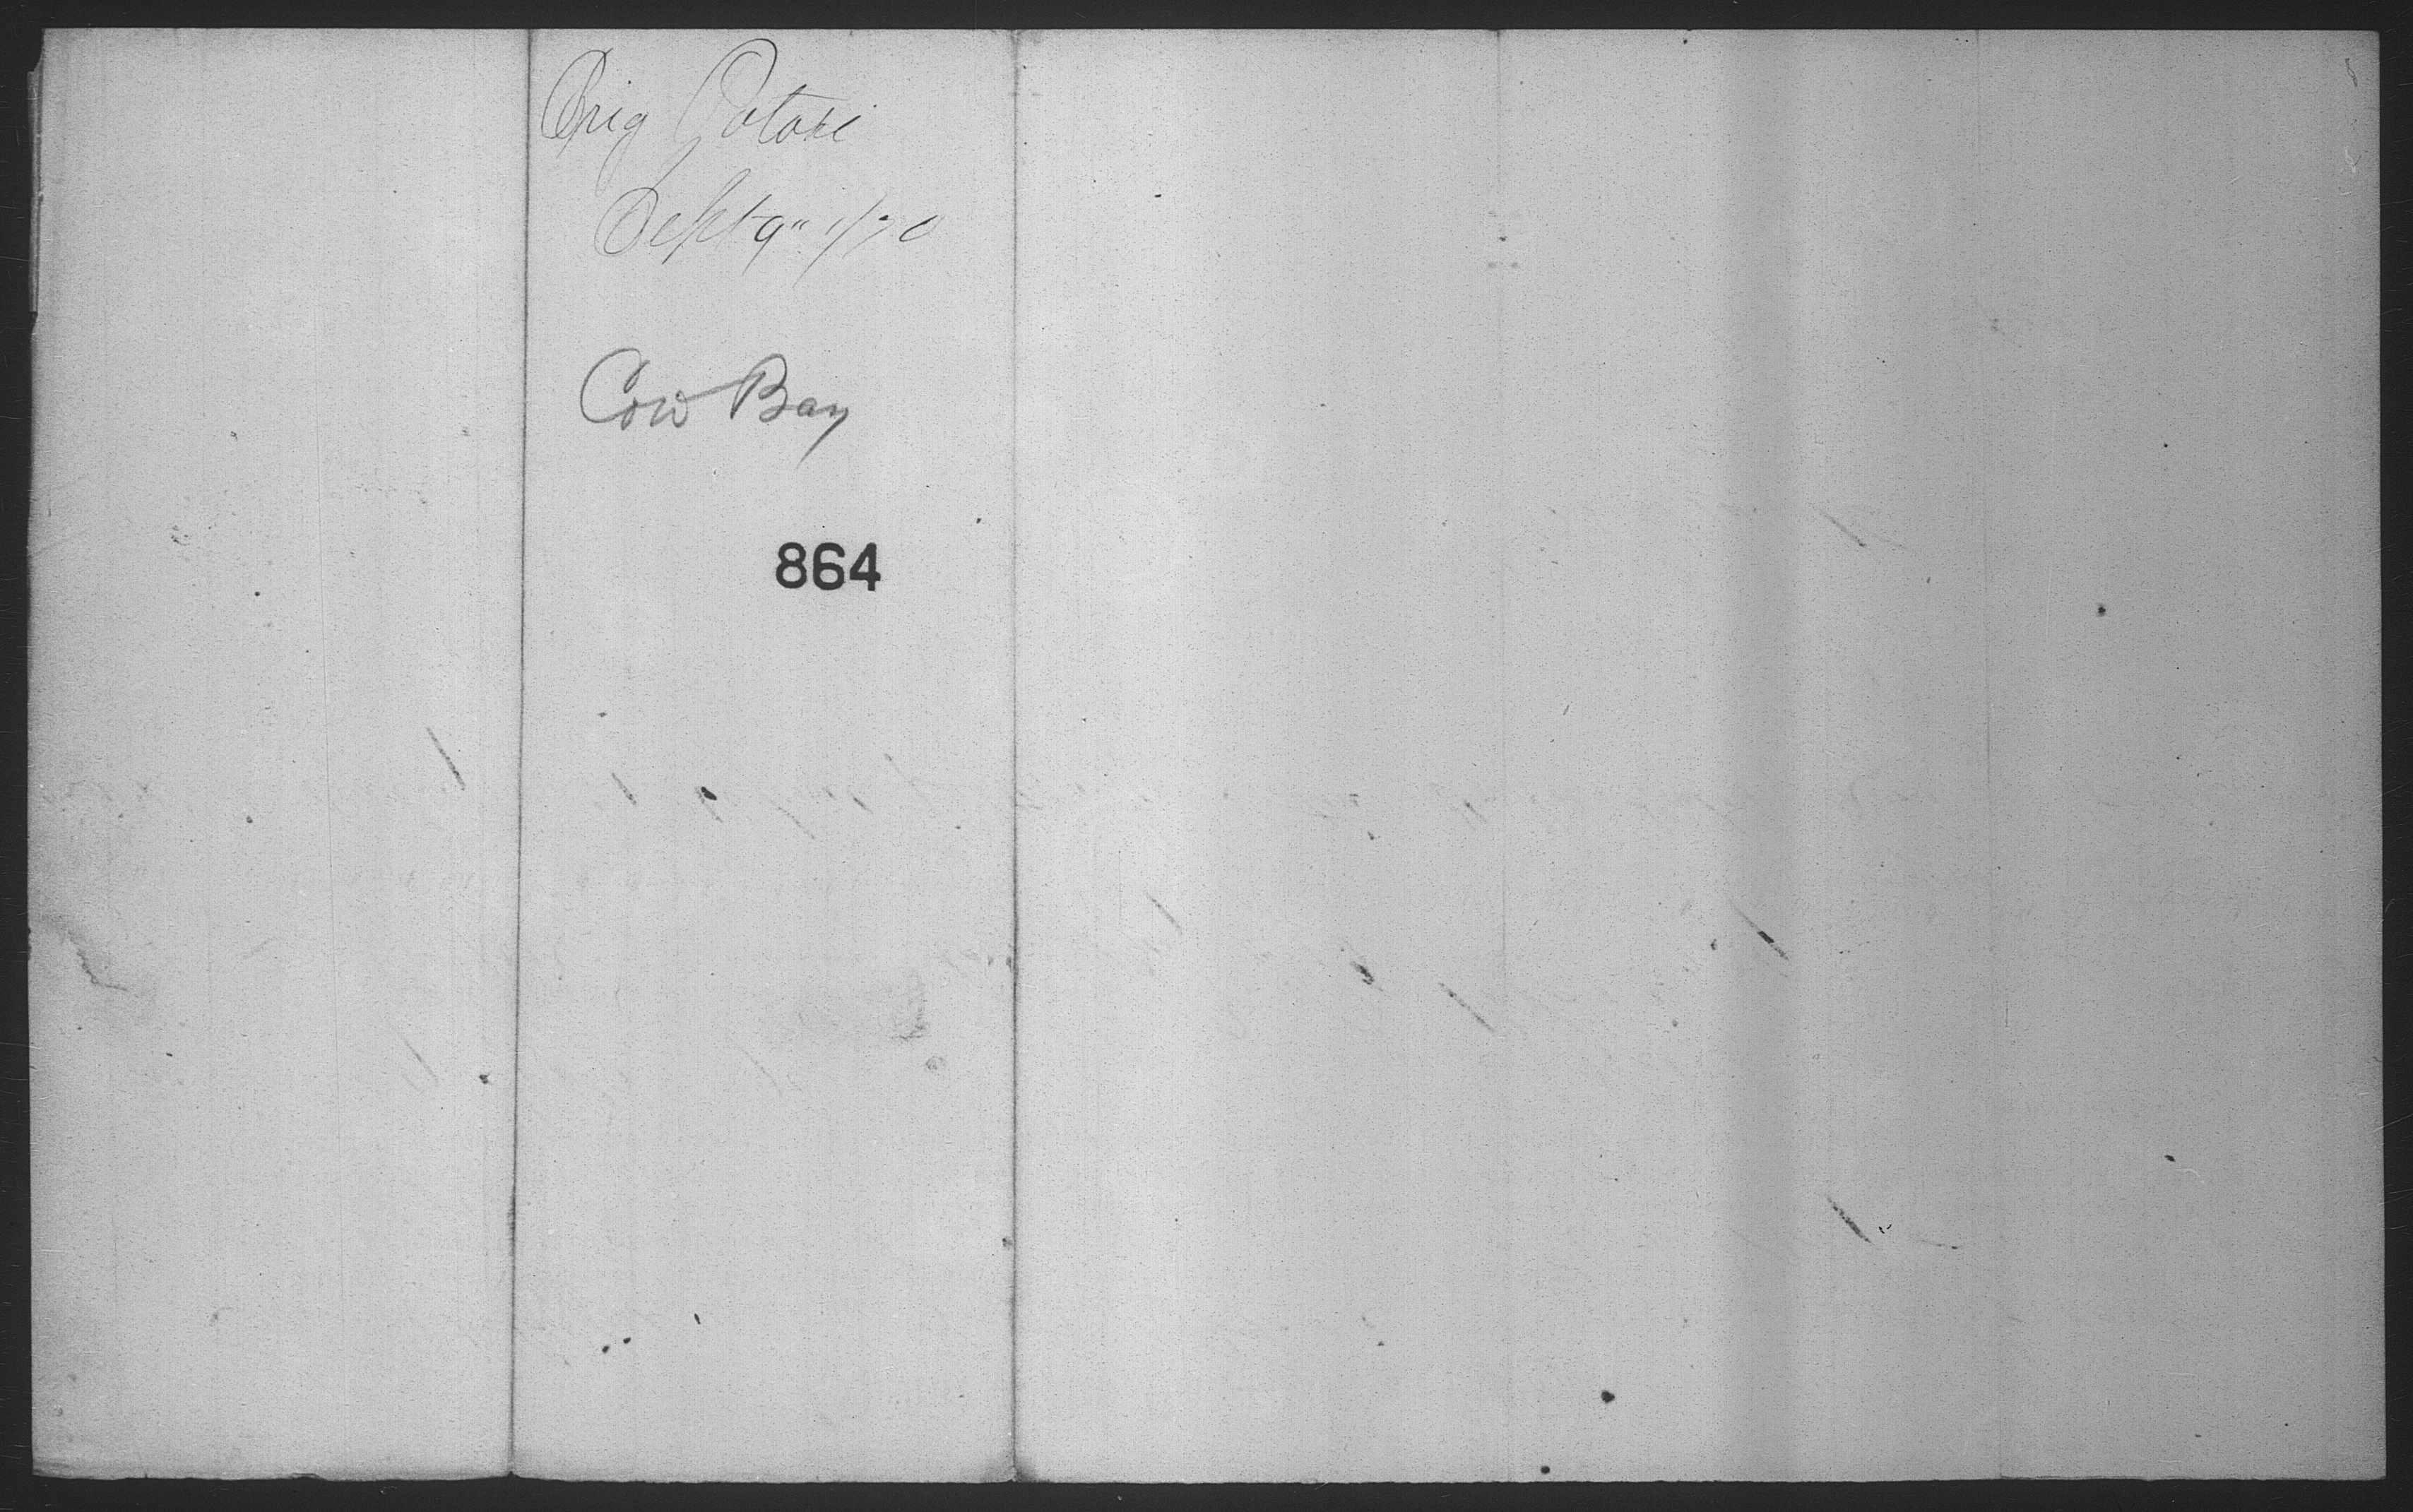 Brig Potosi
Sept 9" 1/70
Cow Bay
864